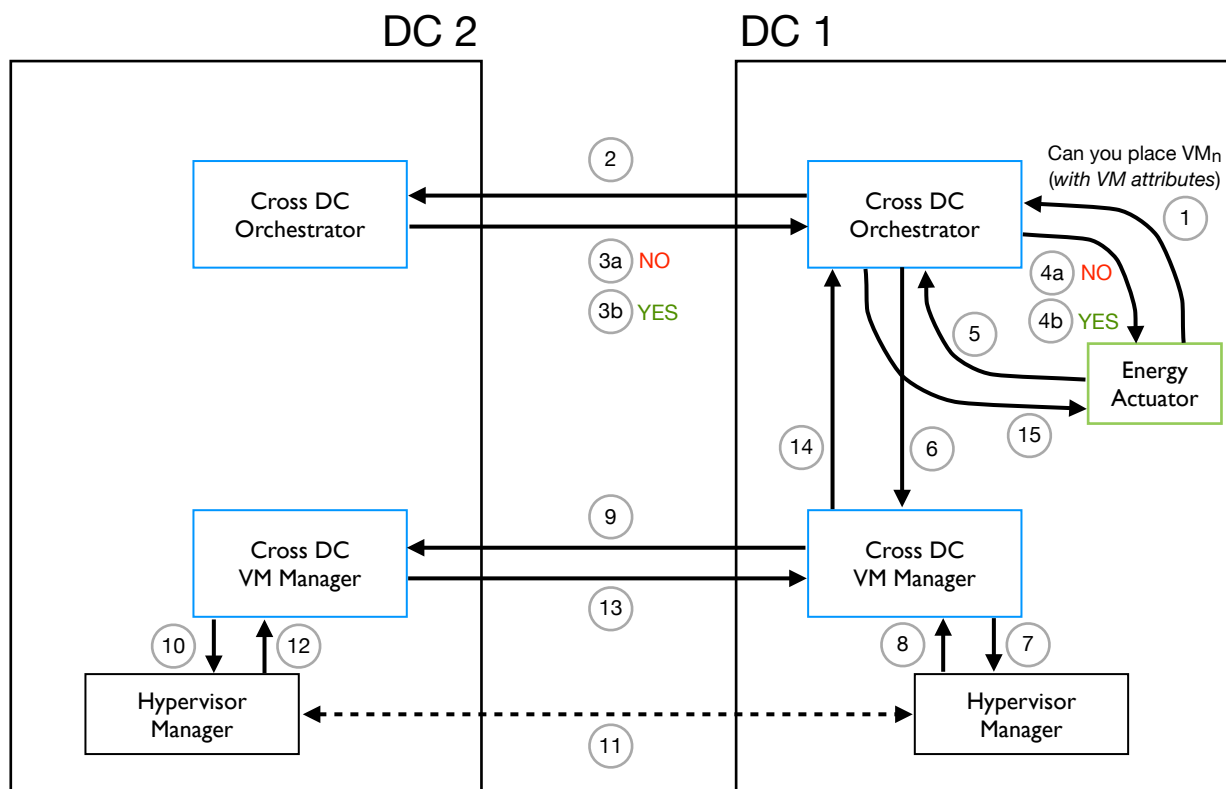 DC 2
DC 1
2
Can you place VMn
(with VM attributes)
1
Cross DC
Orchestrator
Cross DC
Orchestrator
3a NO
3b YES
4a NO
4b YES
5
Energy
Actuator
14
6
15
9
Cross DC
VM Manager
Cross DC
VM Manager
13
10
12
8
7
Hypervisor
Manager
Hypervisor
Manager
11